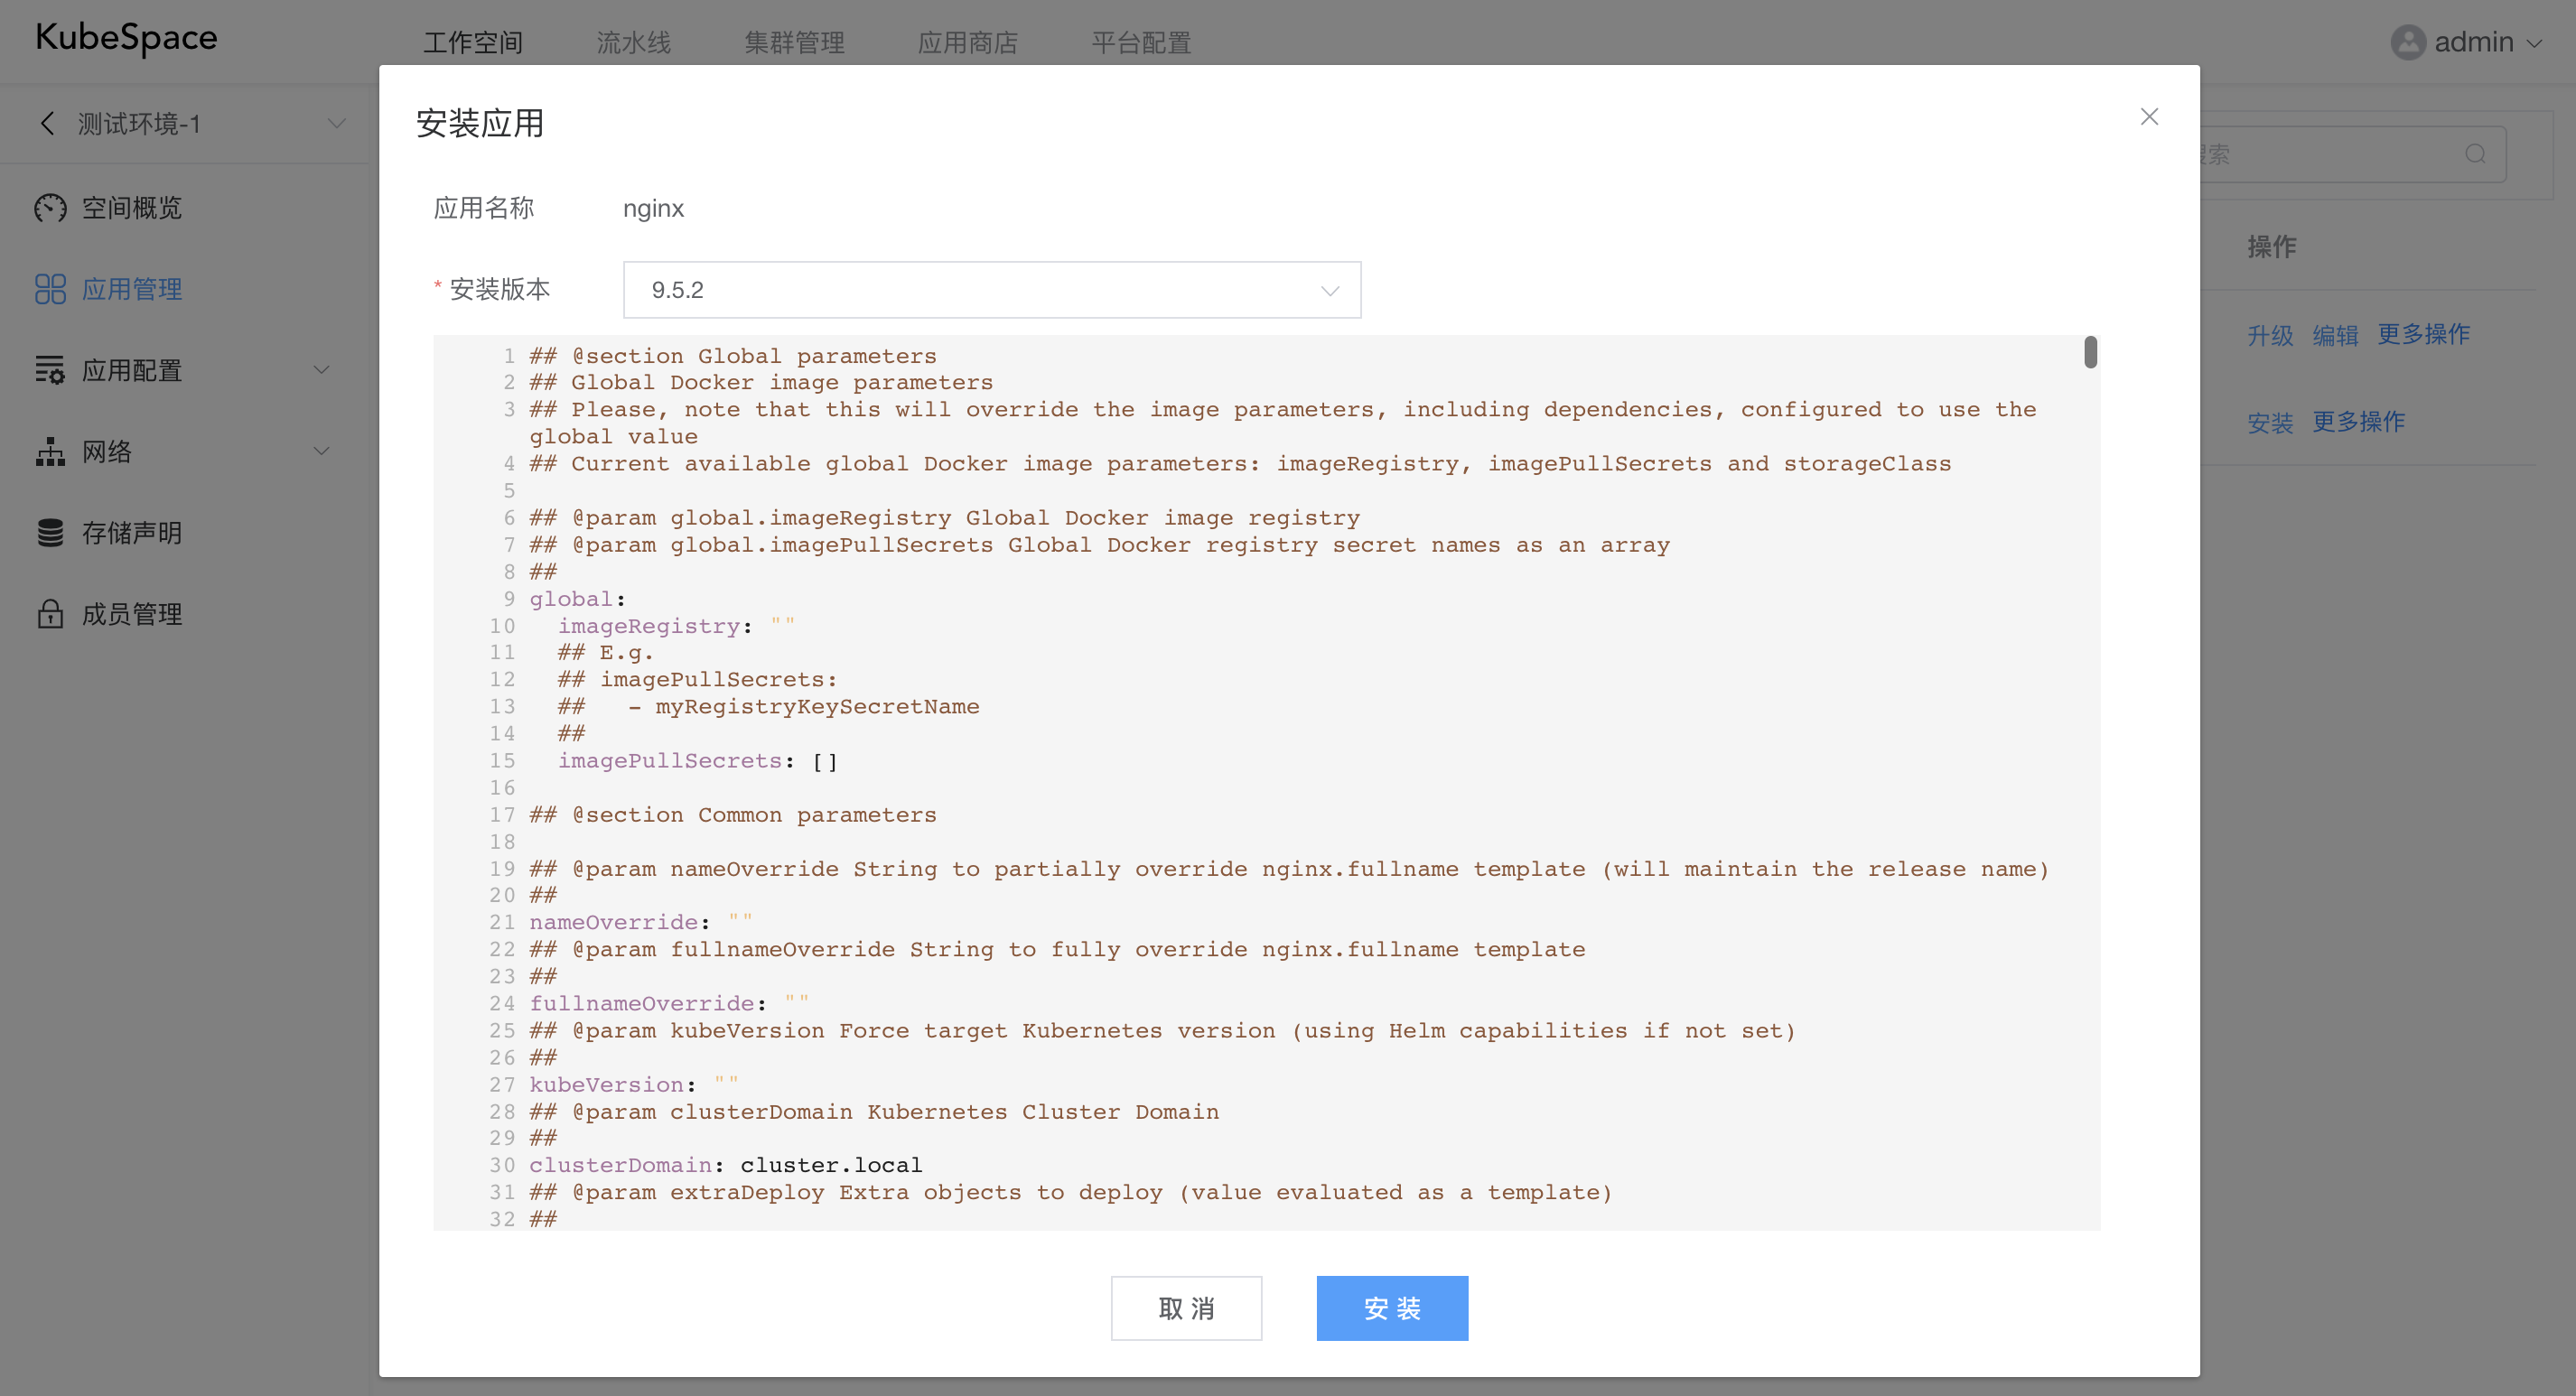 KubeSpace
工作空间
流水线
集群管理
应用商店
平台配置
admin
测试环境-1
空间概览
应用管理
应用配置
网络
存储声明
成员管理
索
操作
升级 编辑 更多操作
安装 更多操作
安装应用
应用名称 nginx
* 安装版本 9.5.2
1 ## @section Global parameters
2 ## Global Docker image parameters
3 ## Please, note that this will override the image parameters, including dependencies, configured to use the
global value
4 ## Current available global Docker image parameters: imageRegistry, imagePullSecrets and storageClass
5
6 ## @param global.imageRegistry Global Docker image registry
7 ## @param global.imagePullSecrets Global Docker registry secret names as an array
8 ##
9 global:
10   imageRegistry: ""
11   ## E.g.
12   ## imagePullSecrets:
13   ##   - myRegistryKeySecretName
14   ##
15   imagePullSecrets: []
16
17 ## @section Common parameters
18
19 ## @param nameOverride String to partially override nginx.fullname template (will maintain the release name)
20 ##
21 nameOverride: ""
22 ## @param fullnameOverride String to fully override nginx.fullname template
23 ##
24 fullnameOverride: ""
25 ## @param kubeVersion Force target Kubernetes version (using Helm capabilities if not set)
26 ##
27 kubeVersion: ""
28 ## @param clusterDomain Kubernetes Cluster Domain
29 ##
30 clusterDomain: cluster.local
31 ## @param extraDeploy Extra objects to deploy (value evaluated as a template)
32 ##
取 消
安 装